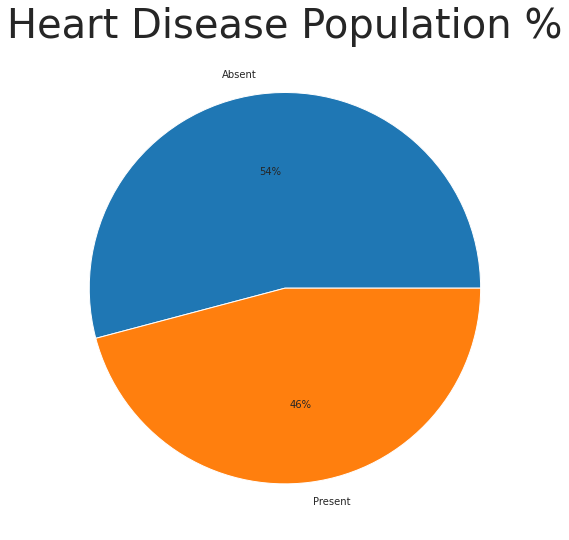 Heart Disease Population %
Absent
54%
46%
Present